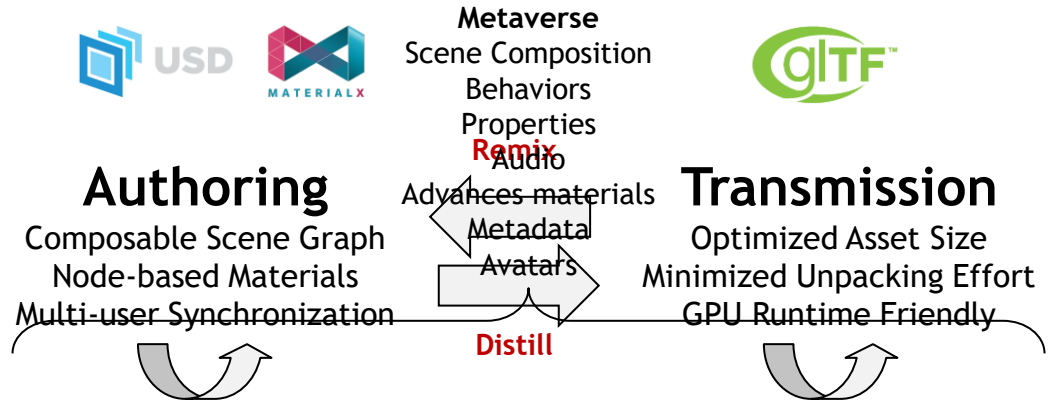 USD
MATERIALX
Metaverse
Scene Composition
Behaviors
Properties
Audio
Advances materials
Metadata
Avatars
glTF™
Remix
Distill
Authoring
Composable Scene Graph
Node-based Materials
Multi-user Synchronization
Transmission
Optimized Asset Size
Minimized Unpacking Effort
GPU Runtime Friendly